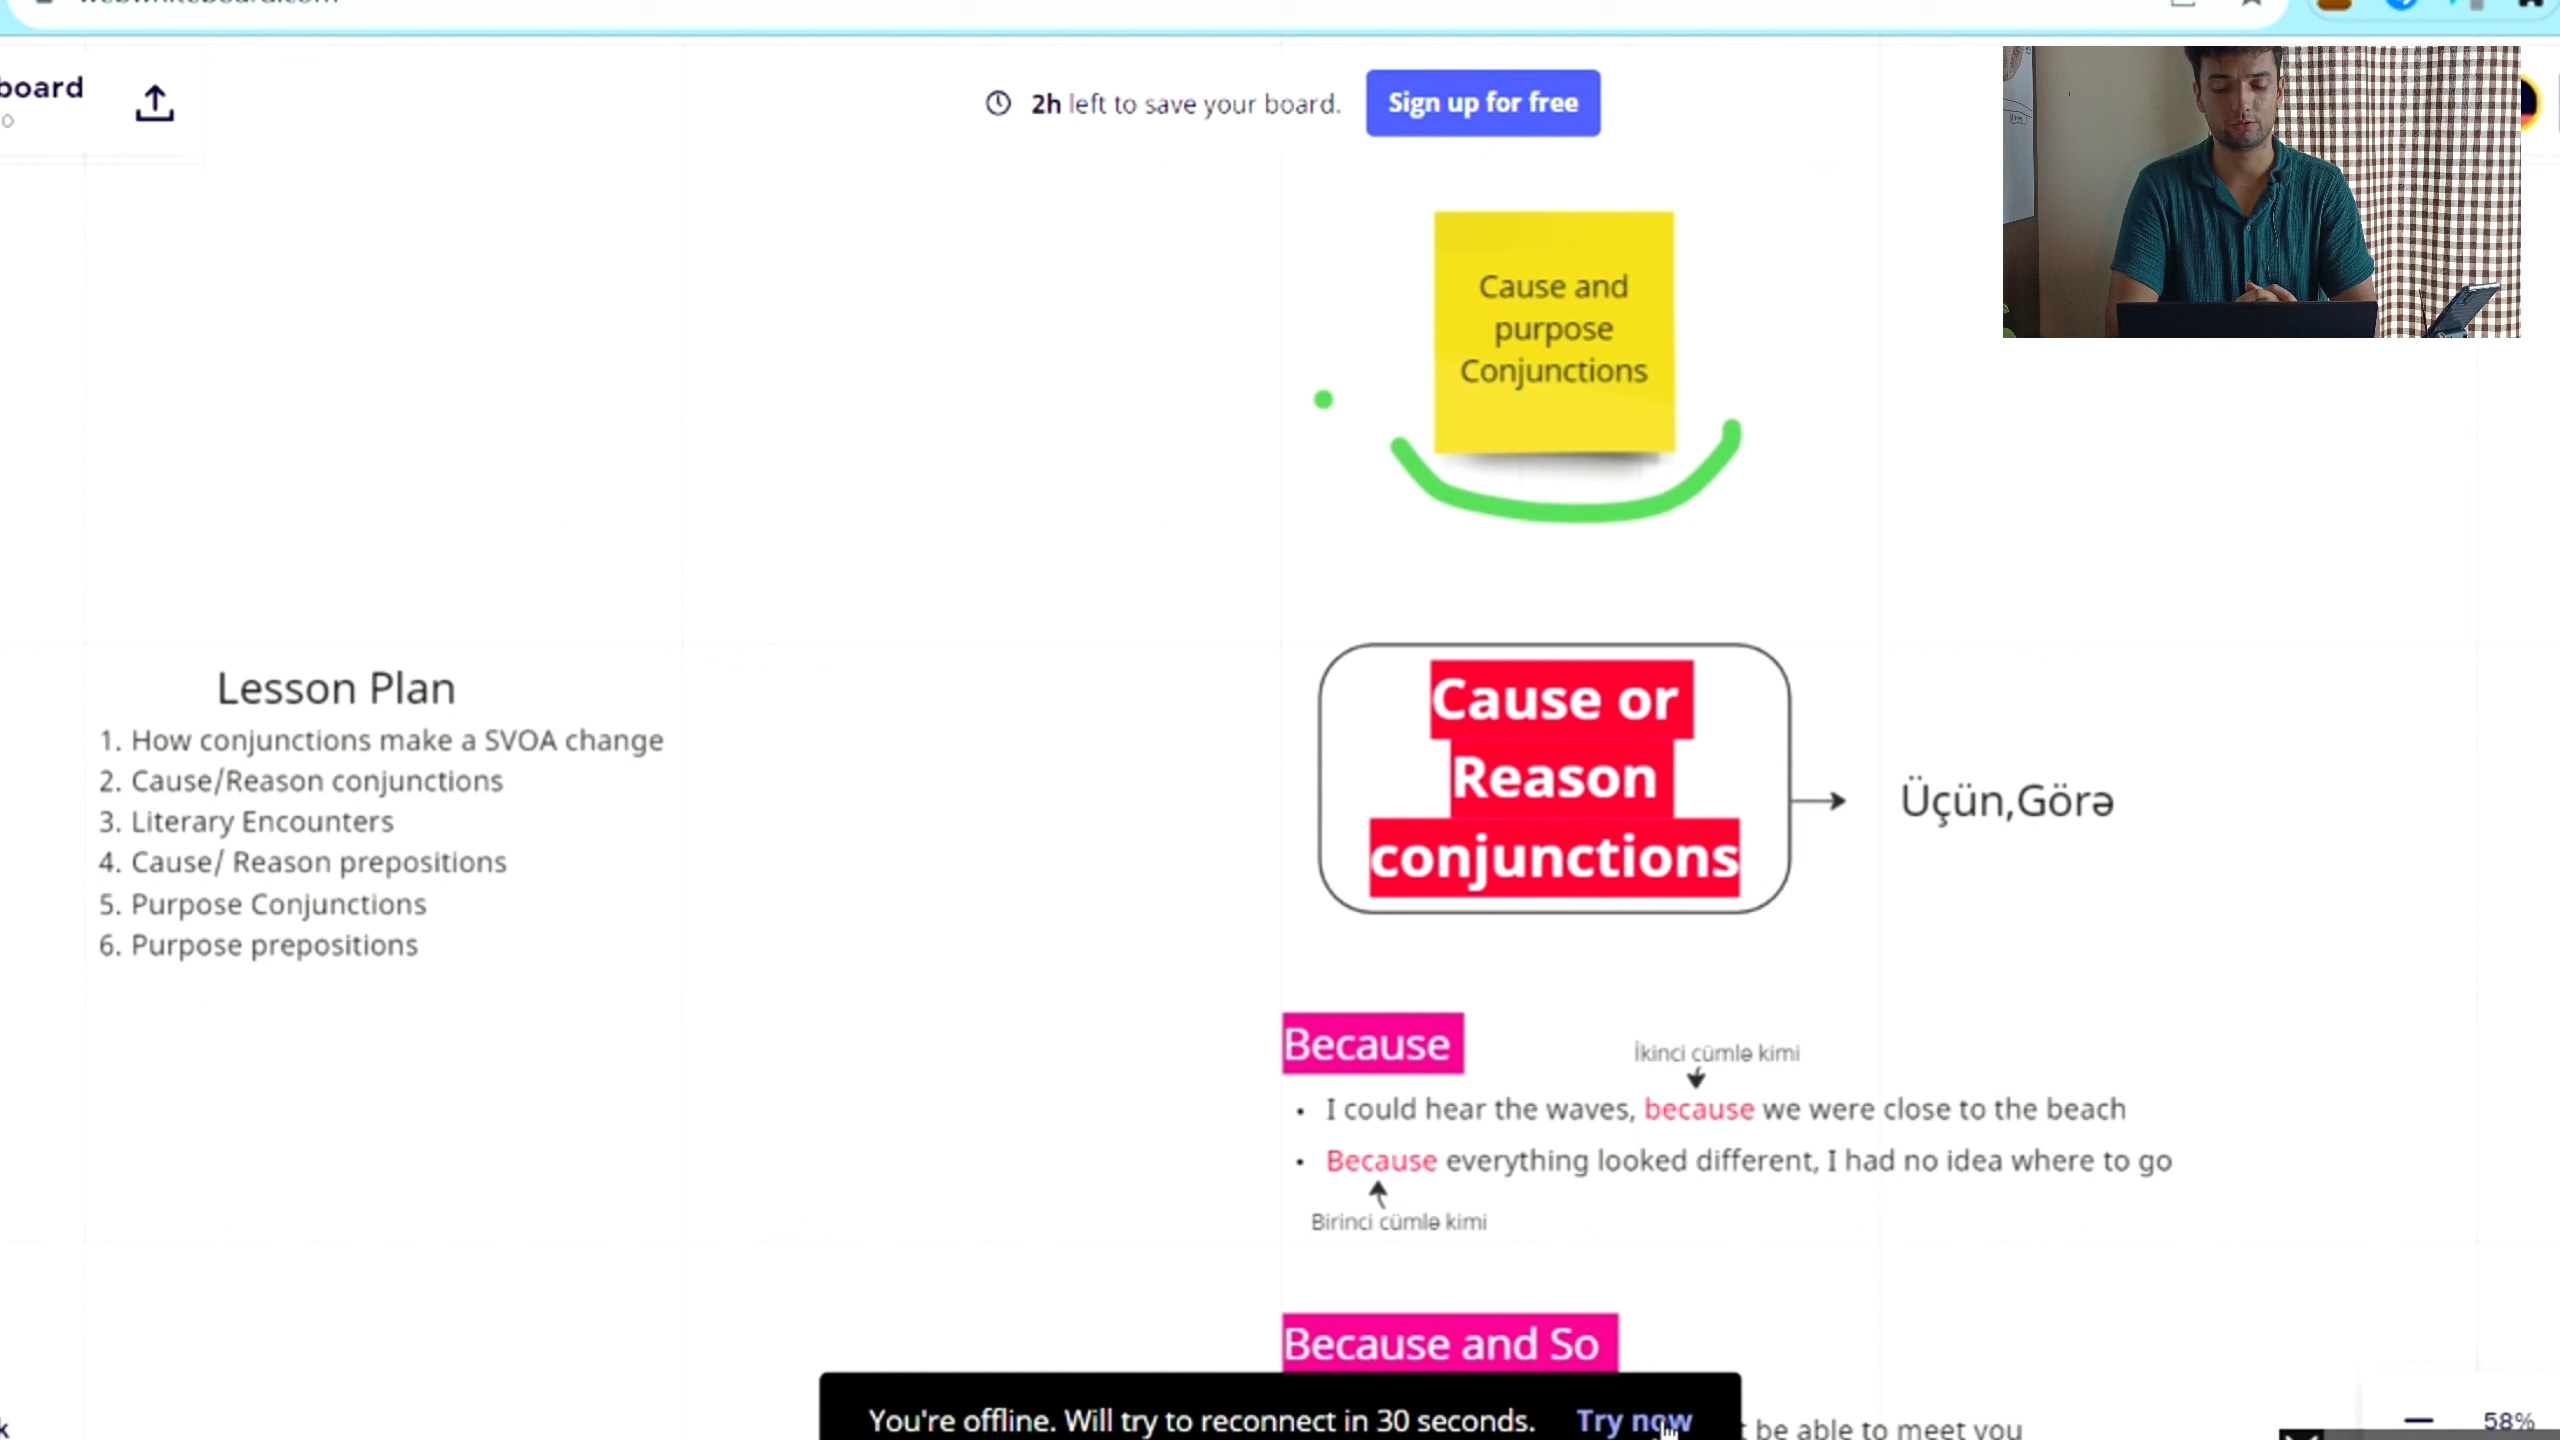 board
2h left to save your board.
Sign up for free
Cause and
purpose
Conjunctions
Lesson Plan
1. How conjunctions make a SVOA change
2. Cause/Reason conjunctions
3. Literary Encounters
4. Cause/ Reason prepositions
5. Purpose Conjunctions
6. Purpose prepositions
Cause or
Reason
conjunctions
Üçün,Görə
Because
İkinci cümlə kimi
• I could hear the waves, because we were close to the beach
• Because everything looked different, I had no idea where to go
Birinci cümlə kimi
Because and So
You're offline. Will try to reconnect in 30 seconds. Try now
be able to meet you
58%